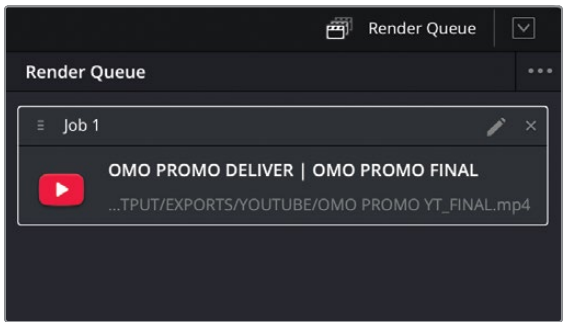 Render Queue
Render Queue
Job 1
OMO PROMO DELIVER | OMO PROMO FINAL
...TPUT/EXPORTS/YOUTUBE/OMO PROMO YT_FINAL.mp4